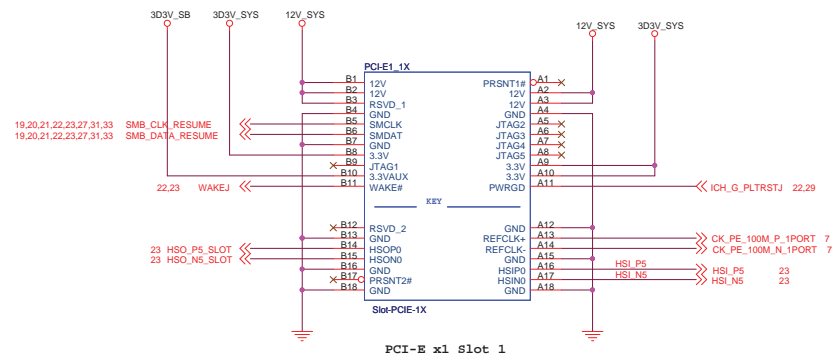 3D3V_SB 3D3V_SYS 12V_SYS 12V_SYS 3D3V_SYS
PCI-E1_1X
B1 12V PRSNT1# A1
B2 12V 12V A2
B3 RSVD_1 12V A3
B4 GND GND A4
19,20,21,22,23,27,31,33 SMB_CLK_RESUME B5 SMCLK JTAG2 A5
19,20,21,22,23,27,31,33 SMB_DATA_RESUME B6 SMDAT JTAG3 A6
B7 GND JTAG4 A7
B8 3.3V JTAG5 A8
B9 JTAG1 3.3V A9
B10 3.3VAUX 3.3V A10
22,23 WAKEJ B11 WAKE# PWRGD A11 ICH_G_PLTRSTJ 22,29
KEY
B12 RSVD_2 GND A12
B13 GND REFCLK+ A13 CK_PE_100M_P_1PORT 7
23 HSO_P5_SLOT B14 HSOP0 REFCLK- A14 CK_PE_100M_N_1PORT 7
23 HSO_N5_SLOT B15 HSON0 GND A15
B16 GND HSIP0 A16 HSI_P5 HSI_P5 23
B17 PRSNT2# HSIN0 A17 HSI_N5 HSI_N5 23
B18 GND GND A18
Slot-PCIE-1X
PCI-E x1 Slot 1